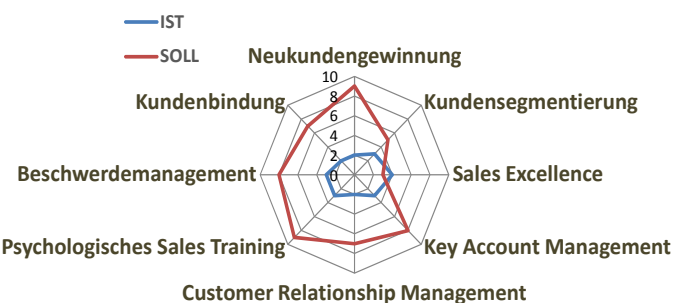 IST
SOLL
Neukundengewinnung
Kundensegmentierung
Sales Excellence
Key Account Management
Customer Relationship Management
Psychologisches Sales Training
Beschwerdemanagement
Kundenbindung
10
8
6
4
2
0